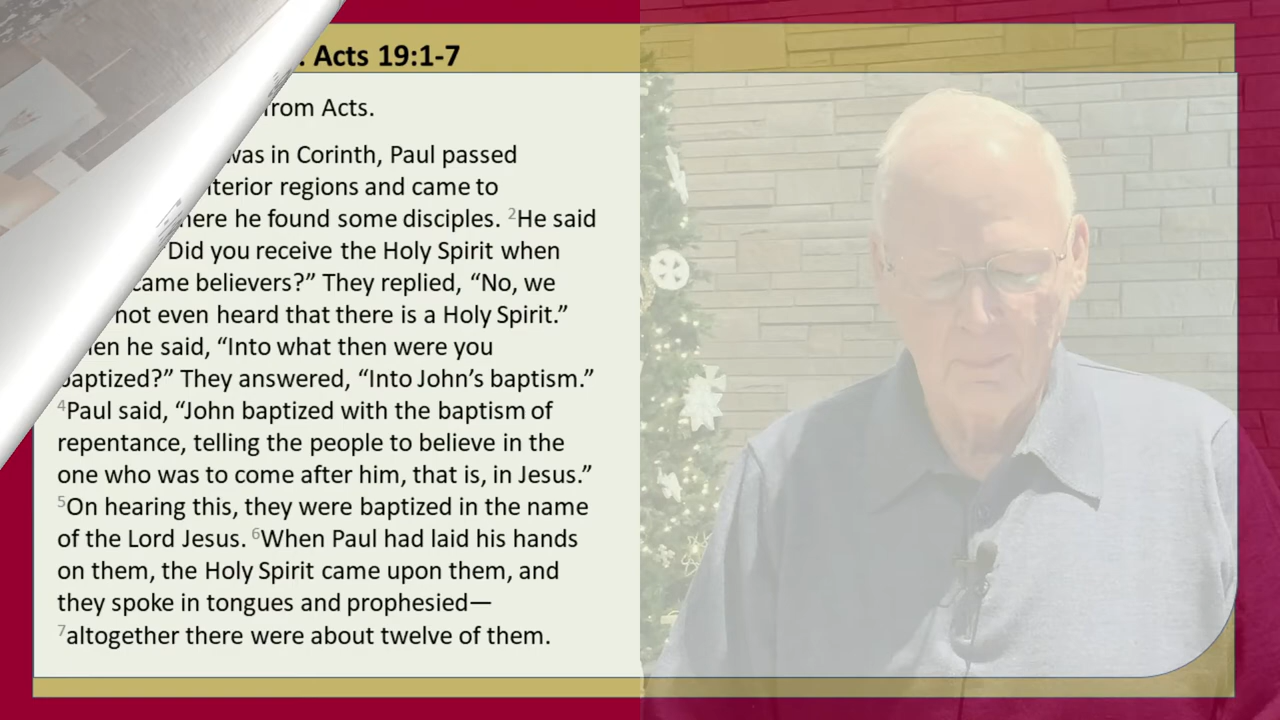 Acts 19:1-7
from Acts.
was in Corinth, Paul passed
regions and came to
he found some disciples. ²He said
“Did you receive the Holy Spirit when
believers?” They replied, “No, we
not even heard that there is a Holy Spirit.”
he said, “Into what then were you
baptized?” They answered, “Into John’s baptism.”
⁴Paul said, “John baptized with the baptism of
repentance, telling the people to believe in the
one who was to come after him, that is, in Jesus.”
⁵On hearing this, they were baptized in the name
of the Lord Jesus. ⁶When Paul had laid his hands
on them, the Holy Spirit came upon them, and
they spoke in tongues and prophesied—
⁷altogether there were about twelve of them.